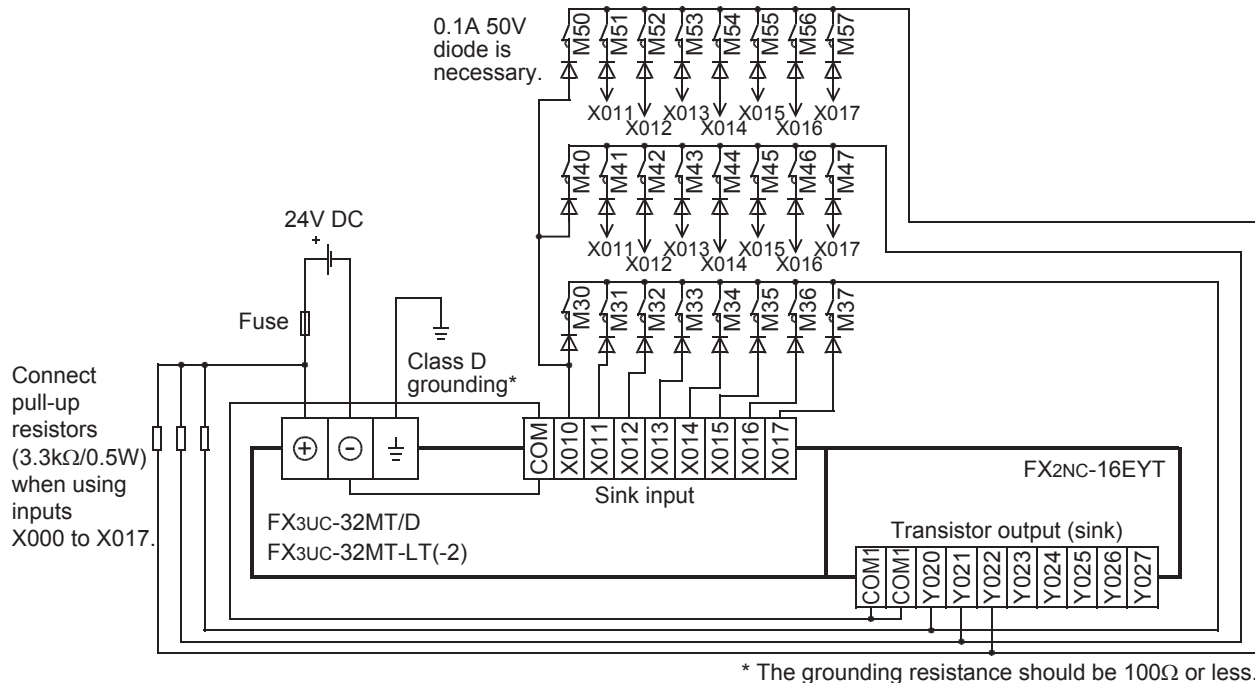 0.1A 50V
diode is
necessary.
M50 M51 M52 M53 M54 M55 M56 M57
X011 X013 X015 X017
X012 X014 X016
M40 M41 M42 M43 M44 M45 M46 M47
X011 X013 X015 X017
X012 X014 X016
24V DC
+
M30 M31 M32 M33 M34 M35 M36 M37
Fuse
Class D
grounding*
Connect
pull-up
resistors
(3.3kΩ/0.5W)
when using
inputs
X000 to X017.
+ −
COM X010 X011 X012 X013 X014 X015 X016 X017
Sink input
FX2NC-16EYT
FX3UC-32MT/D
FX3UC-32MT-LT(-2)
Transistor output (sink)
COM1 COM1 Y020 Y021 Y022 Y023 Y024 Y025 Y026 Y027
* The grounding resistance should be 100Ω or less.